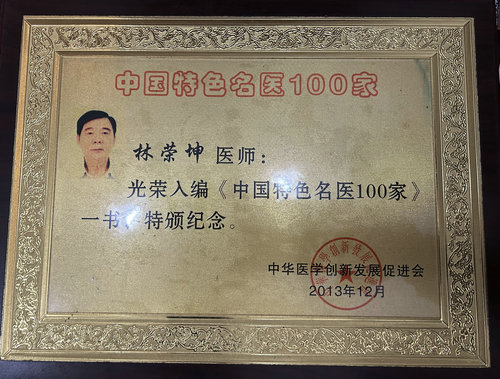 中国特色名医100家
林荣坤 医师：
光荣入编《中国特色名医100家》
一书，特颁纪念。
中华医学创新发展促进会
2013年12月